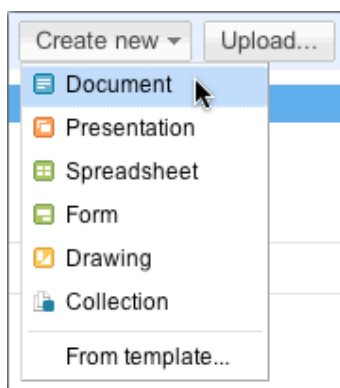 Create new Upload...
Document
Presentation
Spreadsheet
Form
Drawing
Collection
From template...